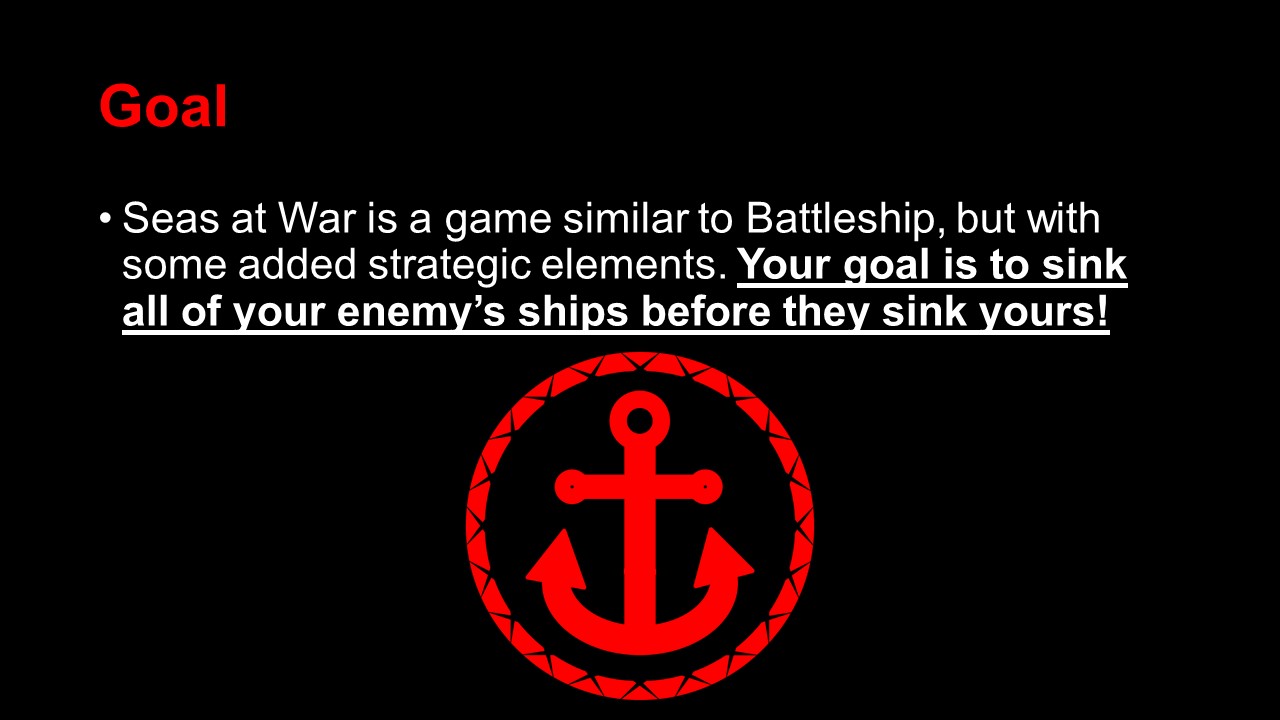 Goal
• Seas at War is a game similar to Battleship, but with
some added strategic elements. Your goal is to sink
all of your enemy’s ships before they sink yours!